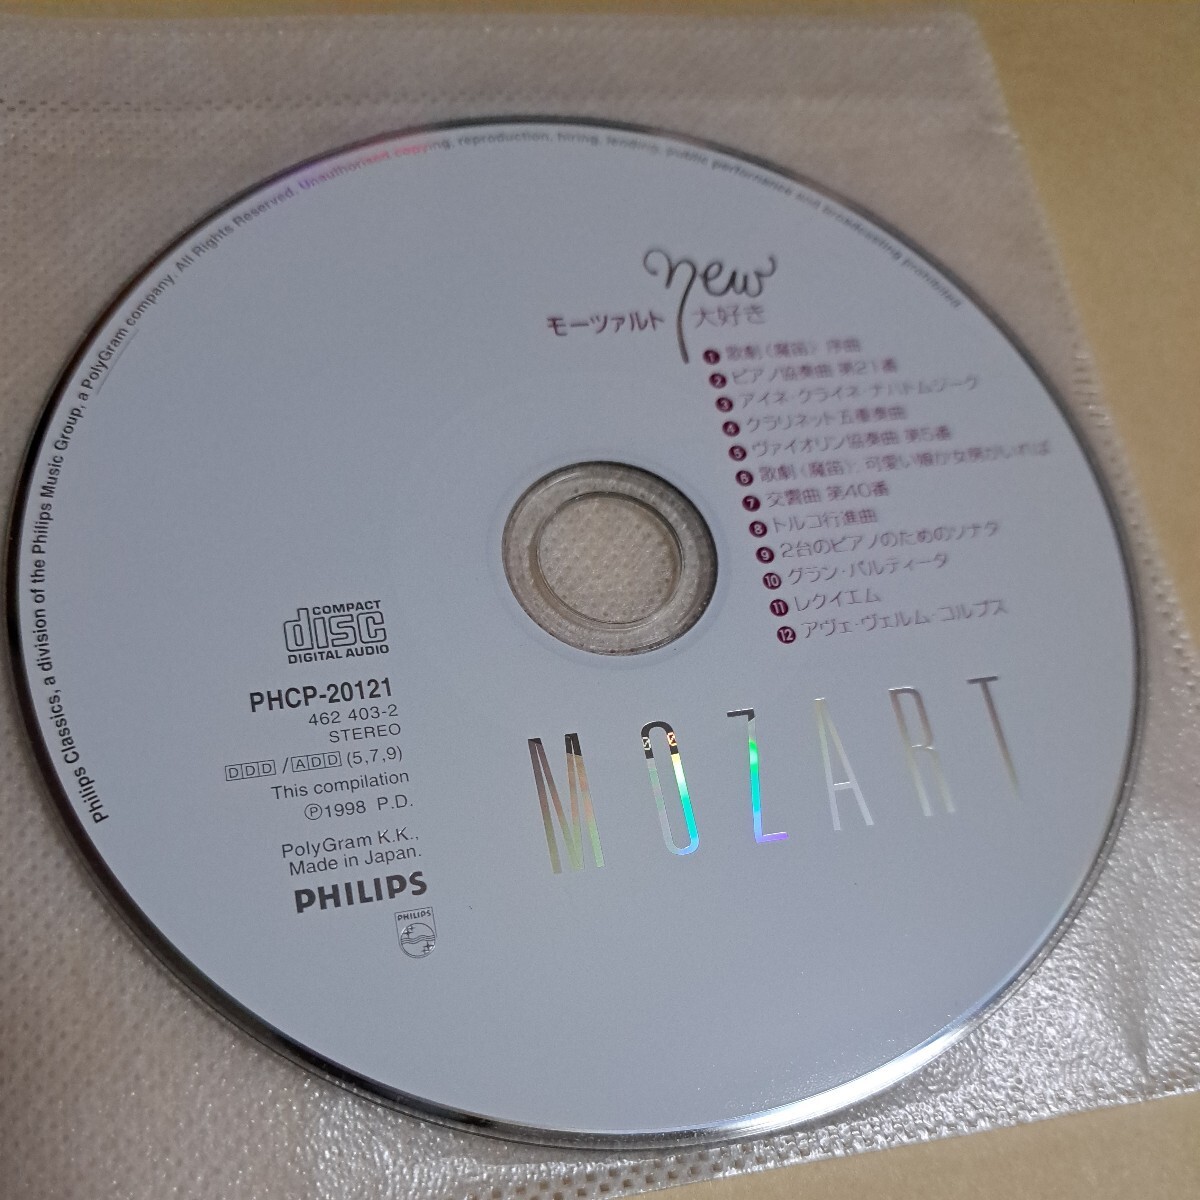 Philips Classics, a division of the Philips Music Group, a PolyGram company. All Rights Reserved. Unauthorised copying, reproduction, hiring, lending, public performance and broadcasting prohibited.
new
モーツァルト 大好き
1 歌劇《魔笛》序曲
2 ピアノ協奏曲 第21番
3 アイネ・クライネ・ナハトムジーク
4 クラリネット五重奏曲
5 ヴァイオリン協奏曲 第5番
6 歌劇《魔笛》: 可愛い娘か女房がいれば
7 交響曲 第40番
8 トルコ行進曲
9 2台のピアノのためのソナタ
10 グラン・パルティータ
11 レクイエム
12 アヴェ・ヴェルム・コルプス
COMPACT
disc
DIGITAL AUDIO
PHCP-20121
462 403-2
STEREO
DDD / ADD (5,7,9)
This compilation
Ⓟ1998 P.D.
PolyGram K.K.,
Made in Japan.
PHILIPS
PHILIPS
MOZART